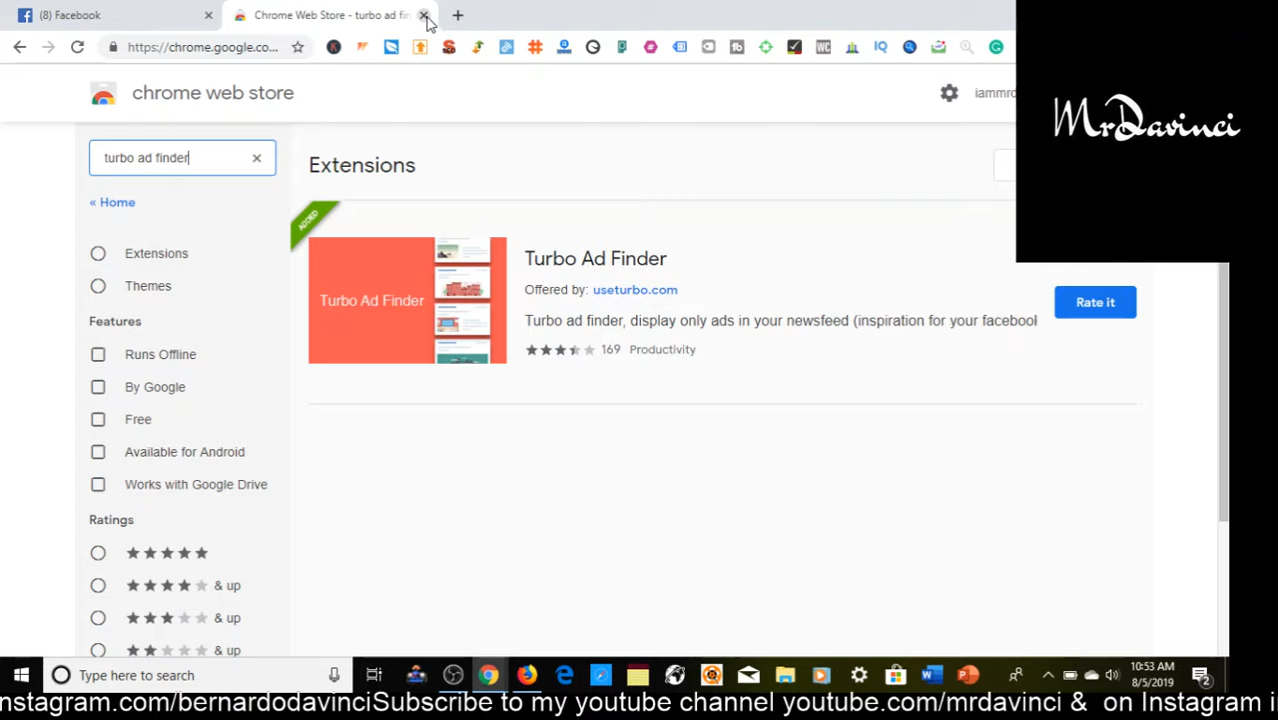 (8) Facebook
Chrome Web Store - turbo ad fin
https://chrome.google.co...
chrome web store
iammr
MrDavinci
turbo ad finder
« Home
Extensions
Themes
Features
Runs Offline
By Google
Free
Available for Android
Works with Google Drive
Ratings
& up
& up
& up
Extensions
ADDED
Turbo Ad Finder
Turbo Ad Finder
Offered by: useturbo.com
Turbo ad finder, display only ads in your newsfeed (inspiration for your facebook
169 Productivity
Rate it
Type here to search
10:53 AM
8/5/2019
2
nstagram.com/bernardodavinciSubscribe to my youtube channel youtube.com/mrdavinci & on Instagram i